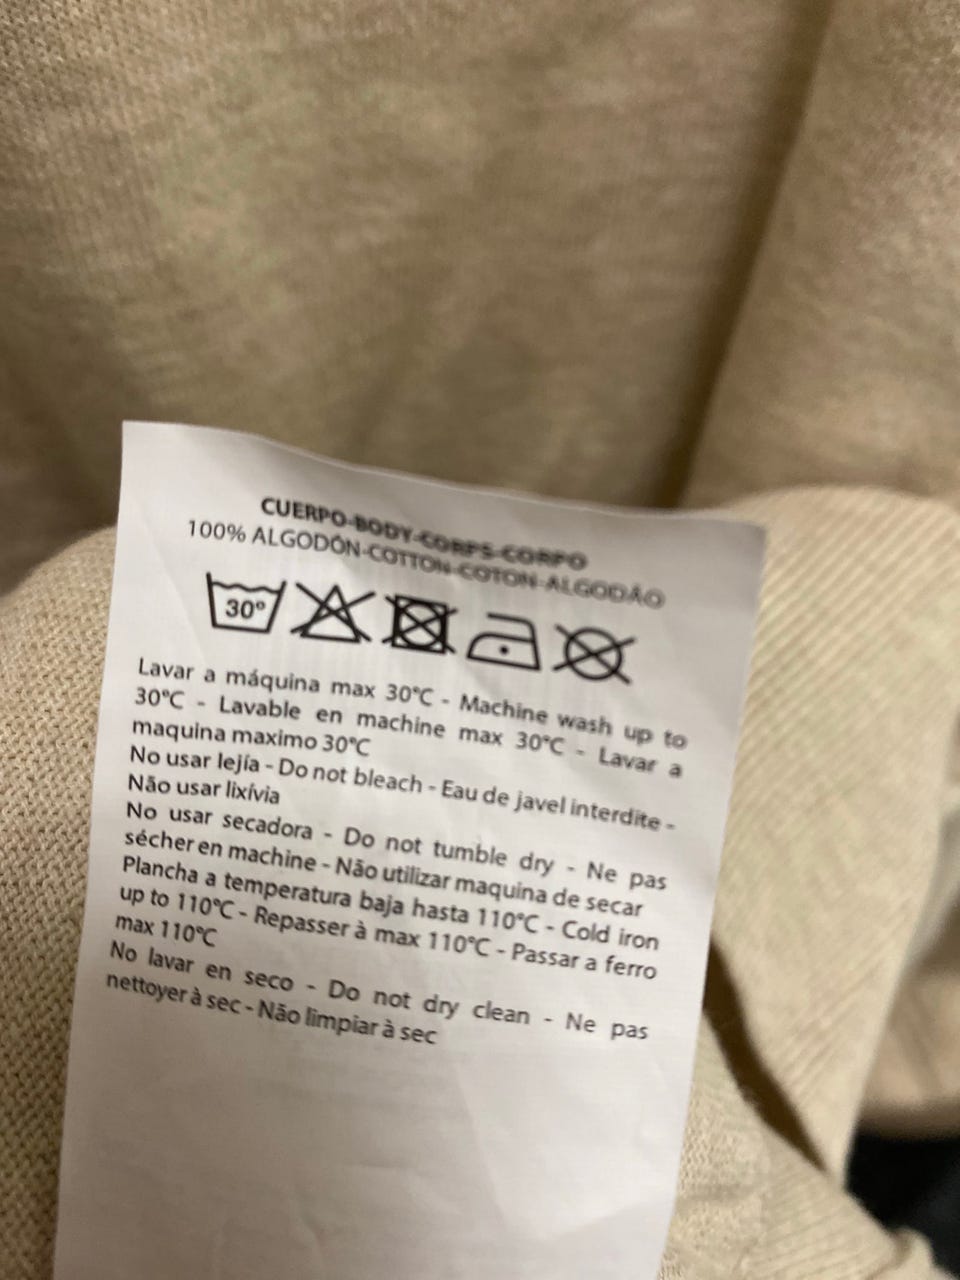 CUERPO-BODY-CORPS-CORPO
100% ALGODÓN-COTTON-COTON-ALGODÃO
30°
Lavar a máquina max 30°C - Machine wash up to
30°C - Lavable en machine max 30°C - Lavar a
maquina maximo 30°C
No usar lejía - Do not bleach - Eau de javel interdite -
Não usar lixívia
No usar secadora - Do not tumble dry - Ne pas
sécher en machine - Não utilizar maquina de secar
Plancha a temperatura baja hasta 110°C - Cold iron
up to 110°C - Repasser à max 110°C - Passar a ferro
max 110°C
No lavar en seco - Do not dry clean - Ne pas
nettoyer à sec - Não limpiar à sec